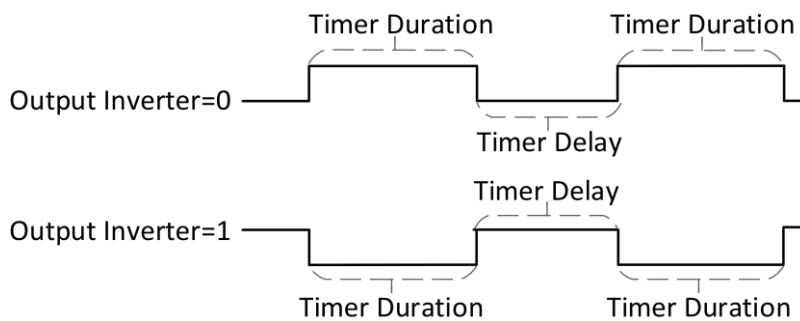 Timer Duration Timer Duration
Output Inverter=0
Timer Delay
Timer Delay
Output Inverter=1
Timer Duration Timer Duration